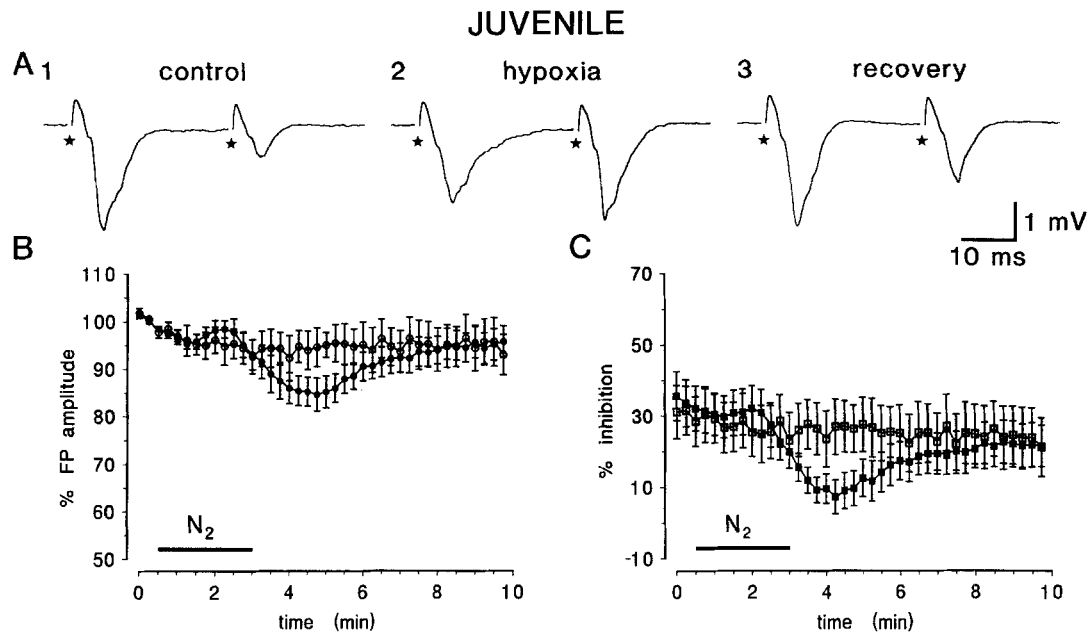 JUVENILE
A 1 control 2 hypoxia 3 recovery
★ ★ ★ ★ ★ ★
1 mV
10 ms
B
% FP amplitude
110
100
90
80
70
60
50
N2
0 2 4 6 8 10
time (min)
C
% inhibition
70
50
30
10
-10
N2
0 2 4 6 8 10
time (min)